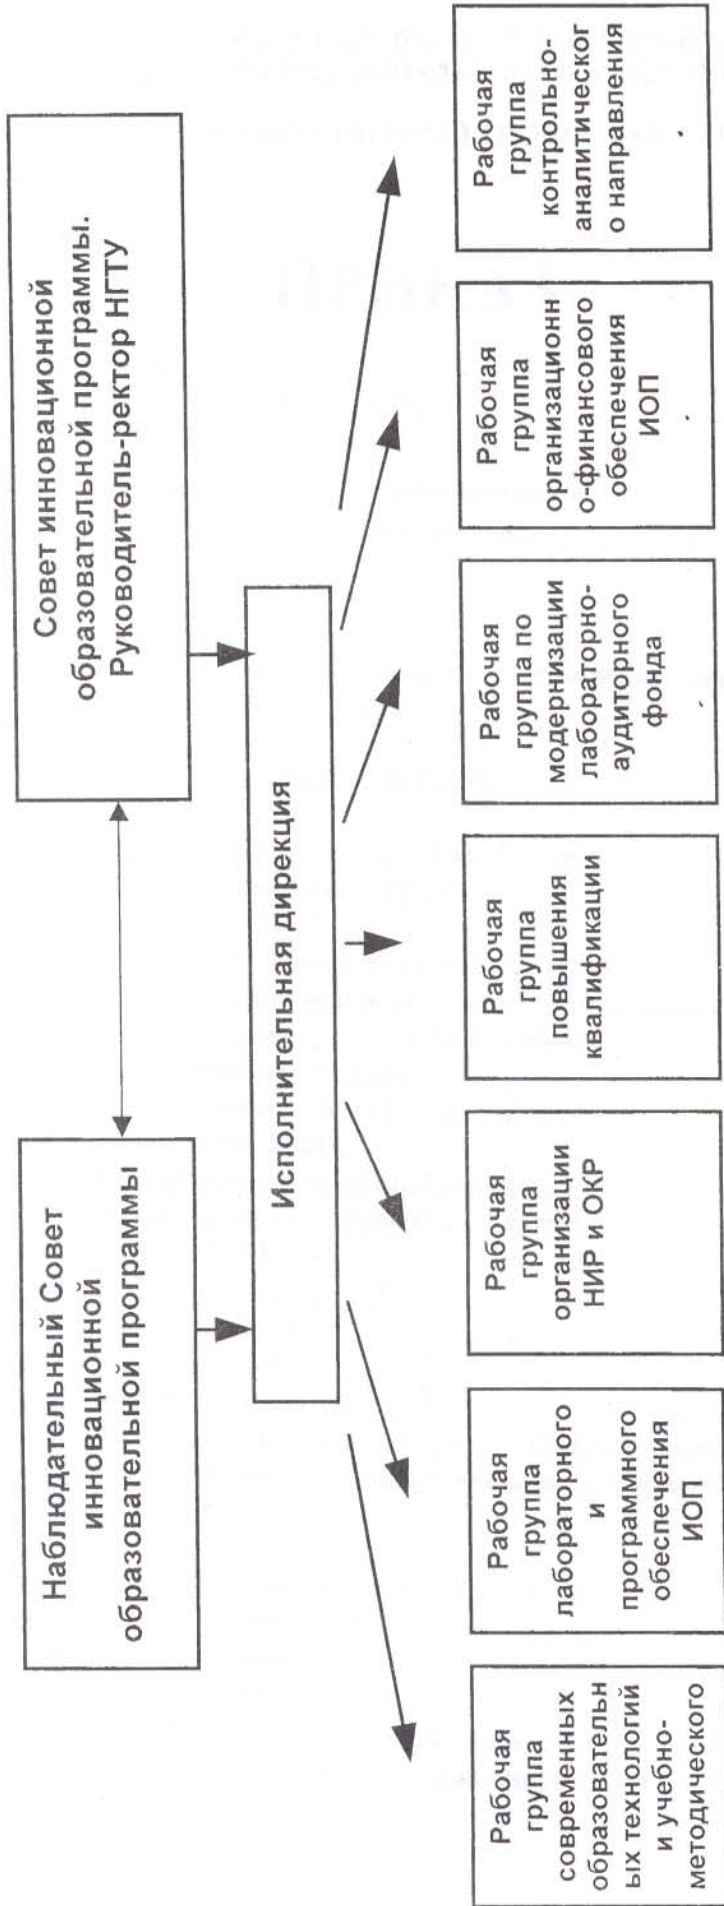 Наблюдательный Совет
инновационной
образовательной программы
Совет инновационной
образовательной программы.
Руководитель-ректор НГТУ
Исполнительная дирекция
Рабочая
группа
современных
образовательн
ых технологий
и учебно-
методического
Рабочая
группа
лабораторного
и
программного
обеспечения
ИОП
Рабочая
группа
организации
НИР и ОКР
Рабочая
группа
повышения
квалификации
Рабочая
группа по
модернизации
лабораторно-
аудиторного
фонда
Рабочая
группа
организационн
о-финансового
обеспечения
ИОП
Рабочая
группа
контрольно-
аналитическог
о направления